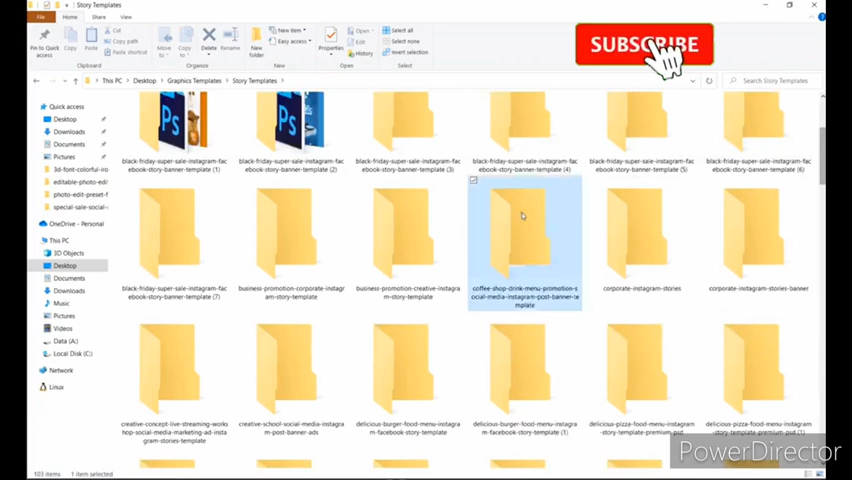 Story Templates
File
Home
Share
View
Pin to Quick access
Copy
Paste
Cut
Copy path
Paste shortcut
Clipboard
Move to
Copy to
Delete
Rename
Organize
New folder
New item
Easy access
New
Properties
Open
Edit
History
Open
Select all
Select none
Invert selection
Select
SUBSCRIBE
This PC > Desktop > Graphics Templates > Story Templates >
Search Story Templates
Quick access
Desktop
Downloads
Documents
Pictures
3d-font-colorful-iro
editable-photo-edit
photo-edit-preset-f
special-sale-social-
OneDrive - Personal
This PC
3D Objects
Desktop
Documents
Downloads
Music
Pictures
Videos
Data (A:)
Local Disk (C:)
Network
Linux
black-friday-super-sale-instagram-fac
ebook-story-banner-template (1)
black-friday-super-sale-instagram-fac
ebook-story-banner-template (2)
black-friday-super-sale-instagram-fac
ebook-story-banner-template (3)
black-friday-super-sale-instagram-fac
ebook-story-banner-template (4)
black-friday-super-sale-instagram-fac
ebook-story-banner-template (5)
black-friday-super-sale-instagram-fac
ebook-story-banner-template (6)
black-friday-super-sale-instagram-fac
ebook-story-banner-template (7)
business-promotion-corporate-instagr
am-story-template
business-promotion-creative-instagra
m-story-template
coffee-shop-drink-menu-promotion-s
ocial-media-instagram-post-banner-te
mplate
corporate-instagram-stories
corporate-instagram-stories-banner
creative-concept-live-streaming-works
hop-social-media-marketing-ad-insta
gram-stories-template
creative-school-social-media-instagra
m-post-banner-ads
delicious-burger-food-menu-instagra
m-facebook-story-template
delicious-burger-food-menu-instagra
m-facebook-story-template (1)
delicious-pizza-food-menu-instagram
-story-template-premium.psd
delicious-pizza-food-menu-instagram
-story-template-premium.psd (1)
103 items
1 item selected
PowerDirector
Ps
Ps